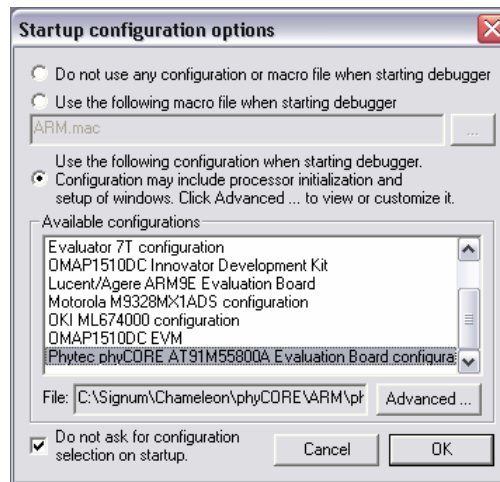 Startup configuration options
Do not use any configuration or macro file when starting debugger
Use the following macro file when starting debugger
ARM.mac
...
Use the following configuration when starting debugger.
Configuration may include processor initialization and
setup of windows. Click Advanced ... to view or customize it.
Available configurations
Evaluator 7T configuration
OMAP1510DC Innovator Development Kit
Lucent/Agere ARM9E Evaluation Board
Motorola M9328MX1ADS configuration
OKI ML674000 configuration
OMAP1510DC EVM
Phytec phyCORE AT91M55800A Evaluation Board configura
File: C:\Signum\Chameleon\phyCORE\ARM\ph Advanced ...
Do not ask for configuration
selection on startup.
Cancel OK